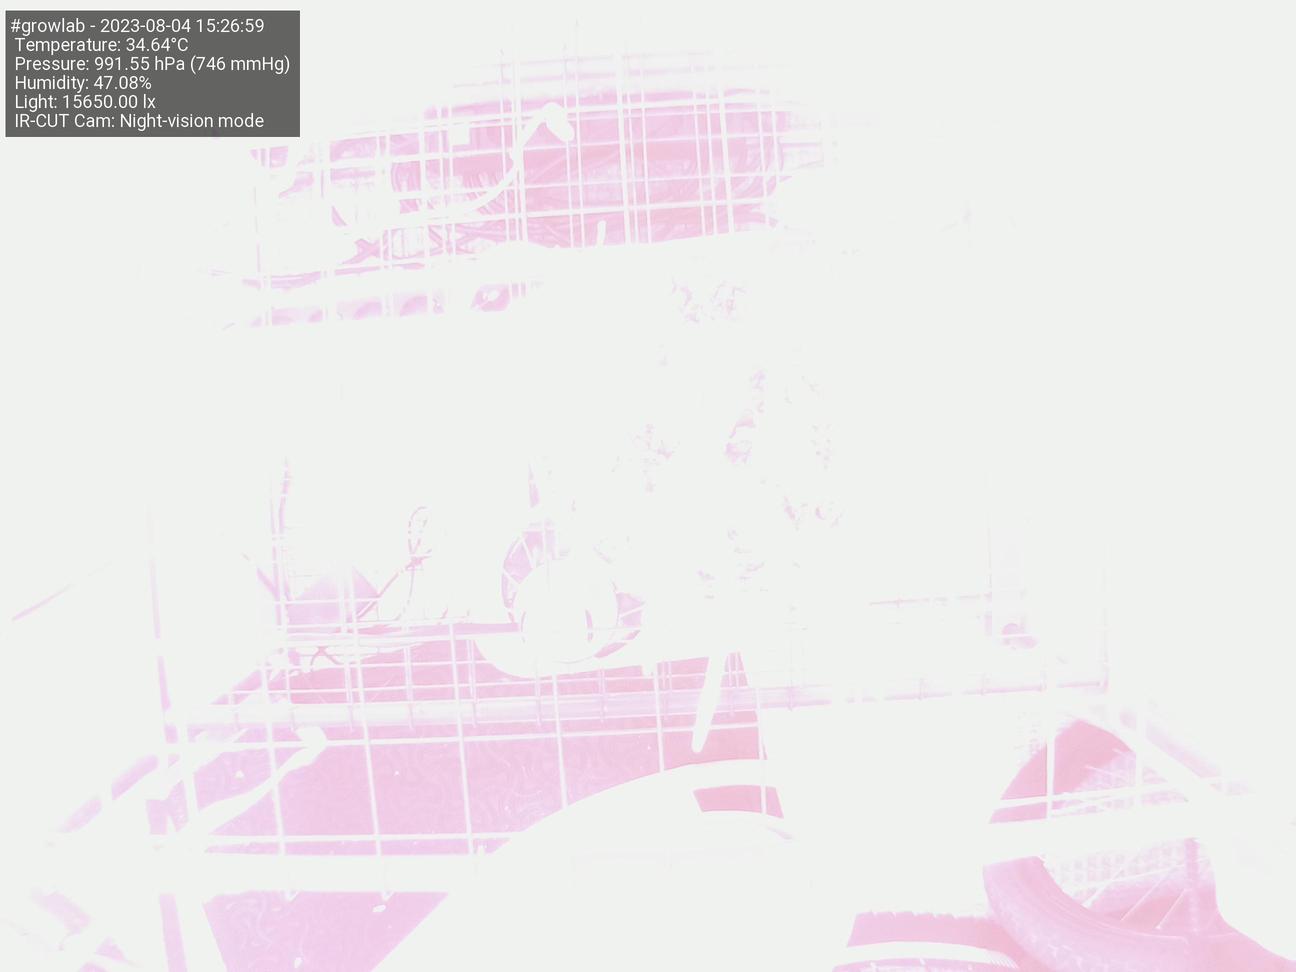 #growlab - 2023-08-04 15:26:59
Temperature: 34.64°C
Pressure: 991.55 hPa (746 mmHg)
Humidity: 47.08%
Light: 15650.00 lx
IR-CUT Cam: Night-vision mode